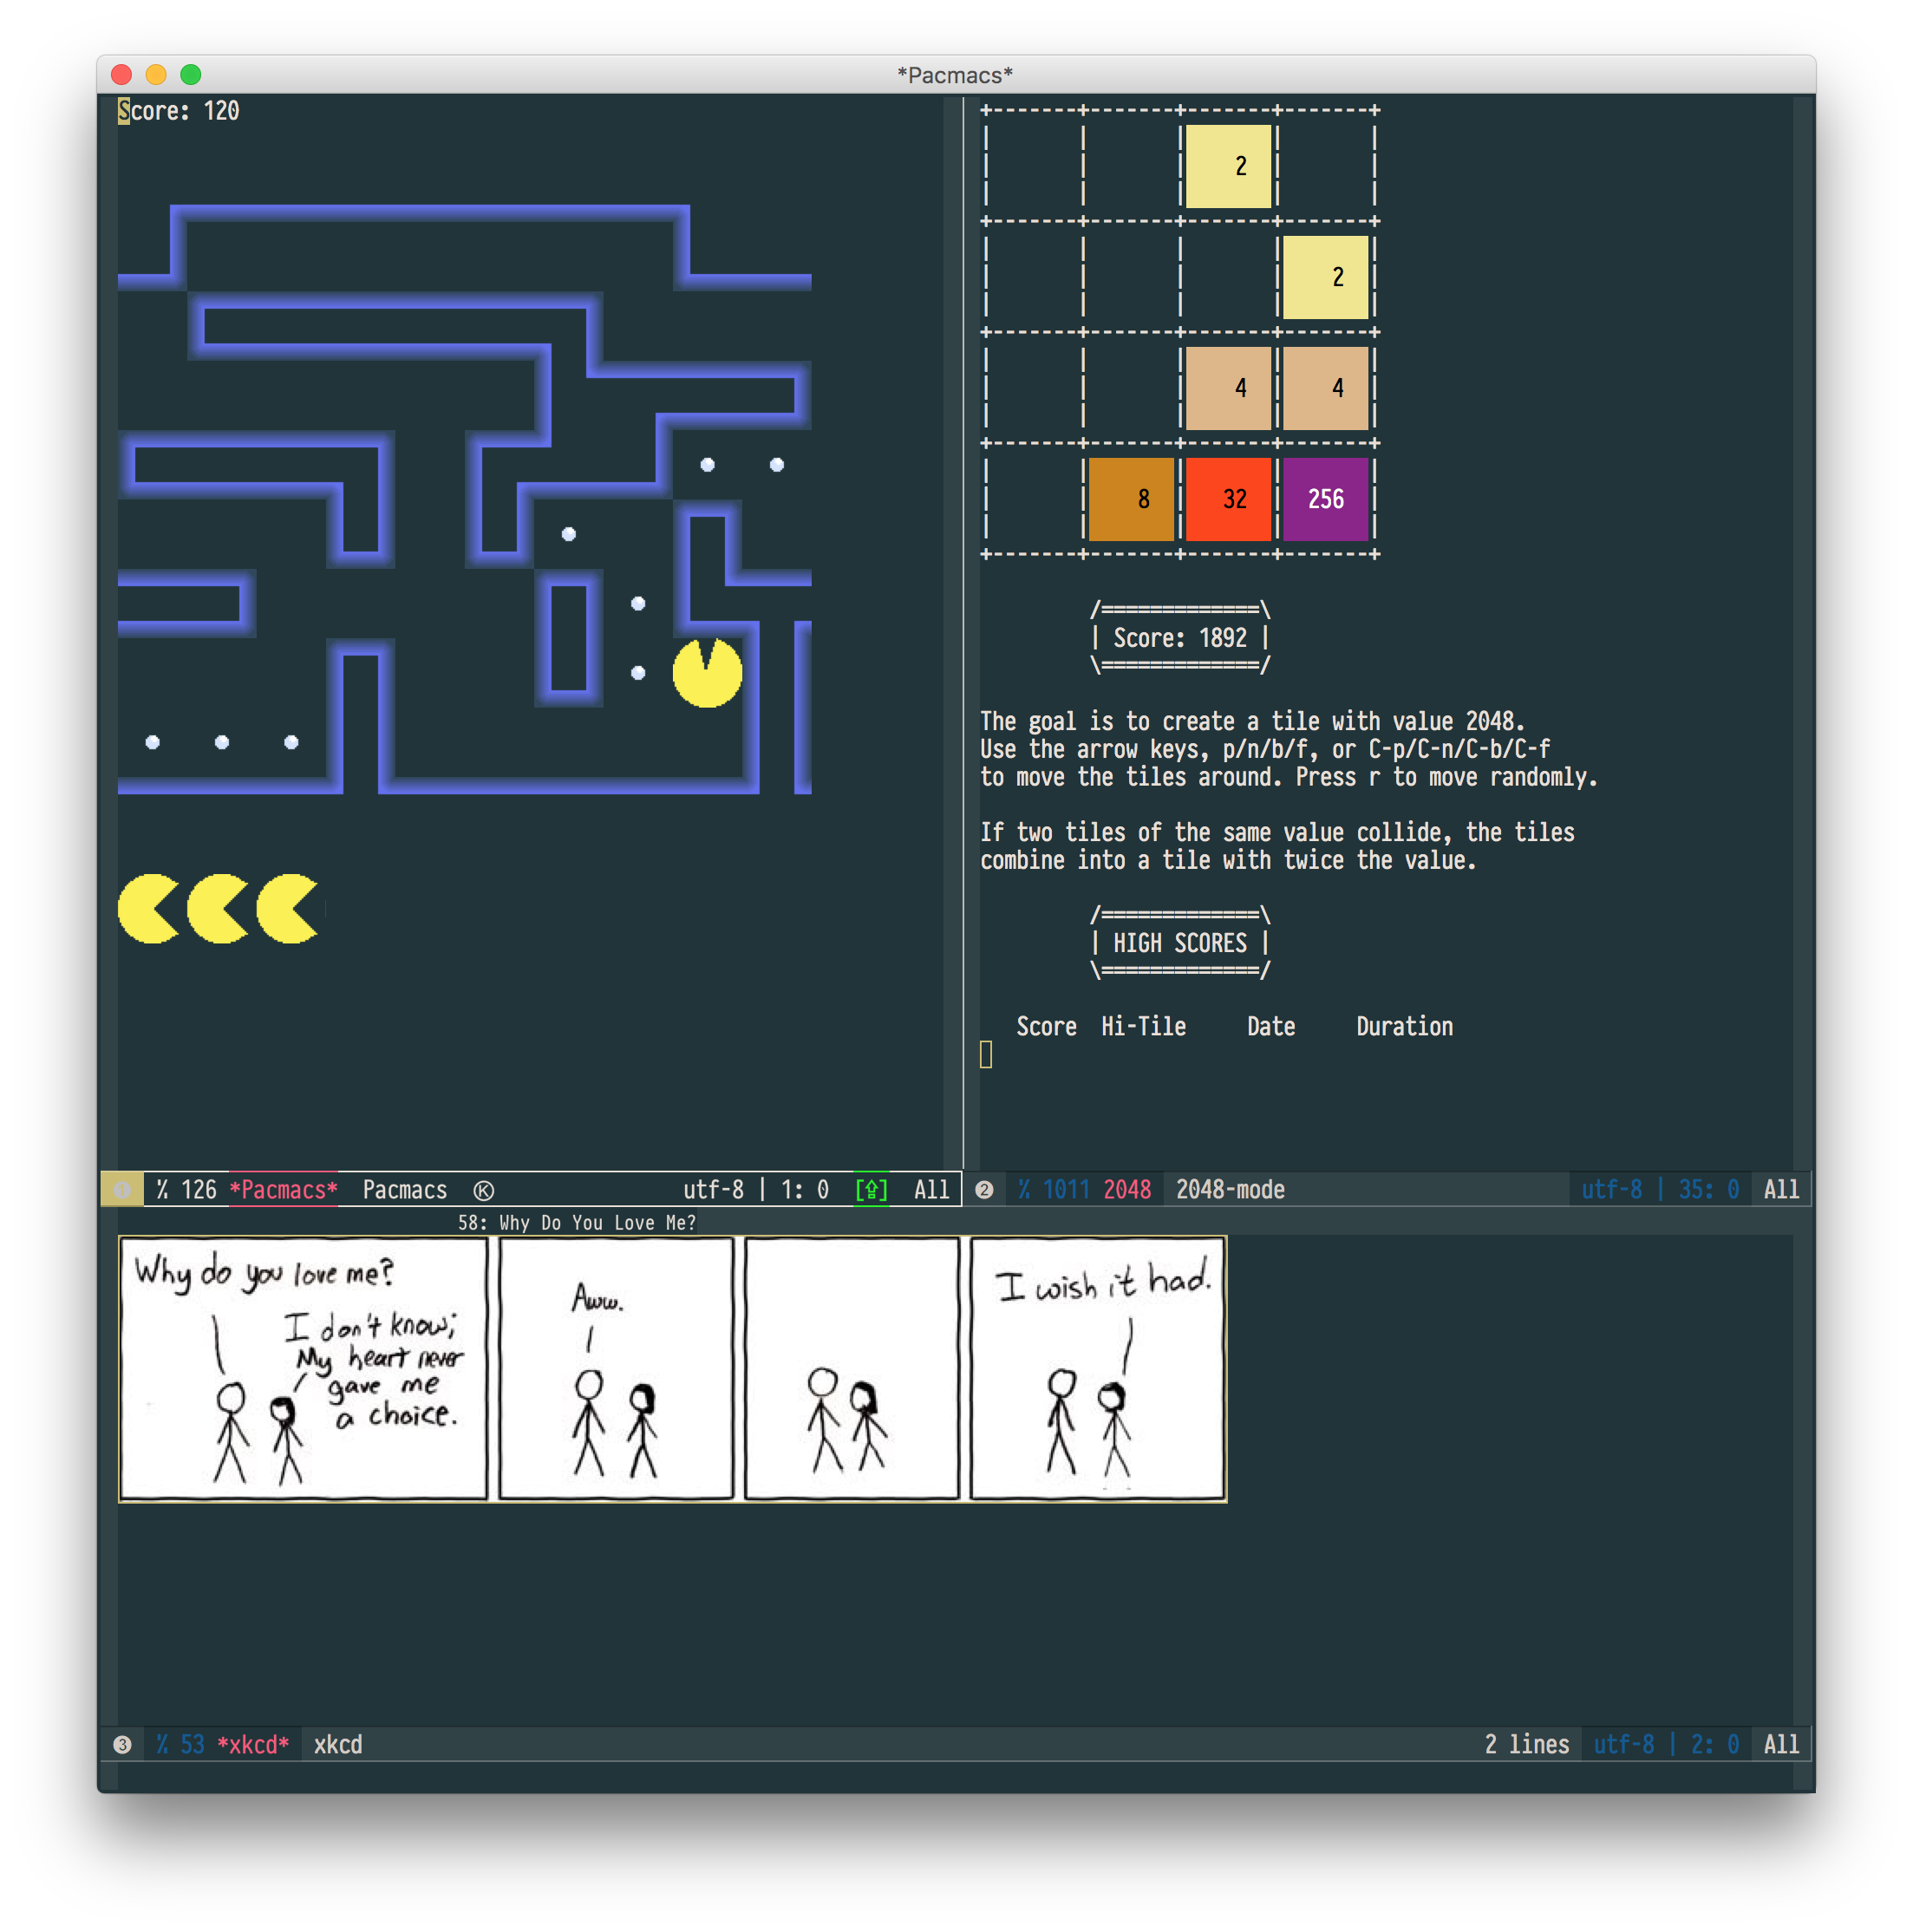 *Pacmacs*
Score: 120
2
2
4 4
8 32 256
/=============\
| Score: 1892 |
\=============/
The goal is to create a tile with value 2048.
Use the arrow keys, p/n/b/f, or C-p/C-n/C-b/C-f
to move the tiles around. Press r to move randomly.
If two tiles of the same value collide, the tiles
combine into a tile with twice the value.
/=============\
| HIGH SCORES |
\=============/
Score Hi-Tile Date Duration
❶ % 126 *Pacmacs* Pacmacs Ⓚ utf-8 | 1: 0 [⇪] All
❷ % 1011 2048 2048-mode utf-8 | 35: 0 All
58: Why Do You Love Me?
Why do you love me?
I don't know;
My heart never
gave me
a choice.
Aww.
I wish it had.
❸ % 53 *xkcd* xkcd 2 lines utf-8 | 2: 0 All